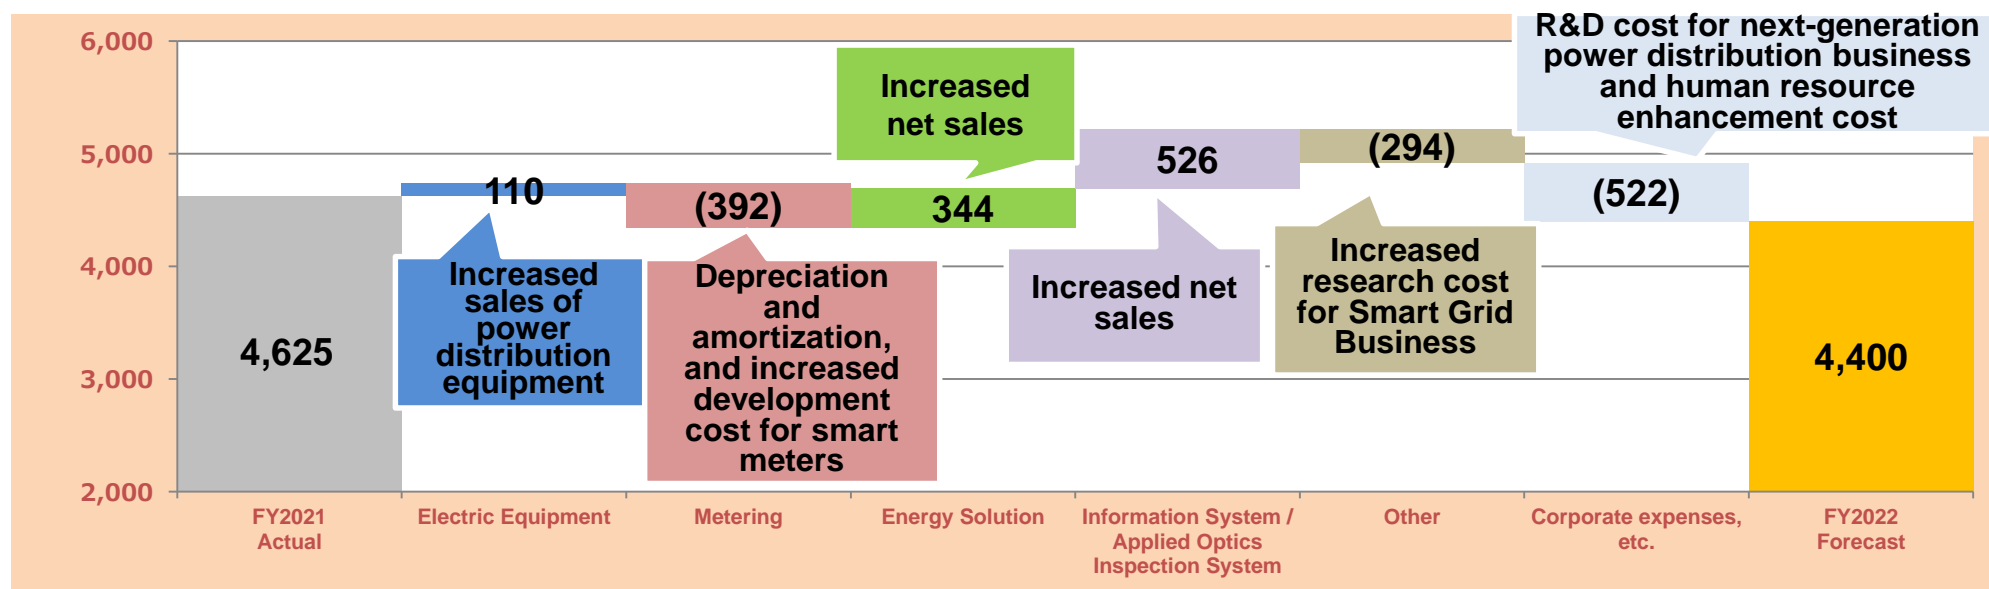 6,000
5,000
4,000
3,000
2,000
4,625
110
(392)
344
526
(294)
(522)
4,400
Increased
sales of
power
distribution
equipment
Depreciation
and
amortization,
and increased
development
cost for smart
meters
Increased
net sales
Increased net
sales
Increased
research cost
for Smart Grid
Business
R&D cost for next-generation
power distribution business
and human resource
enhancement cost
FY2021
Actual
Electric Equipment
Metering
Energy Solution
Information System /
Applied Optics
Inspection System
Other
Corporate expenses,
etc.
FY2022
Forecast